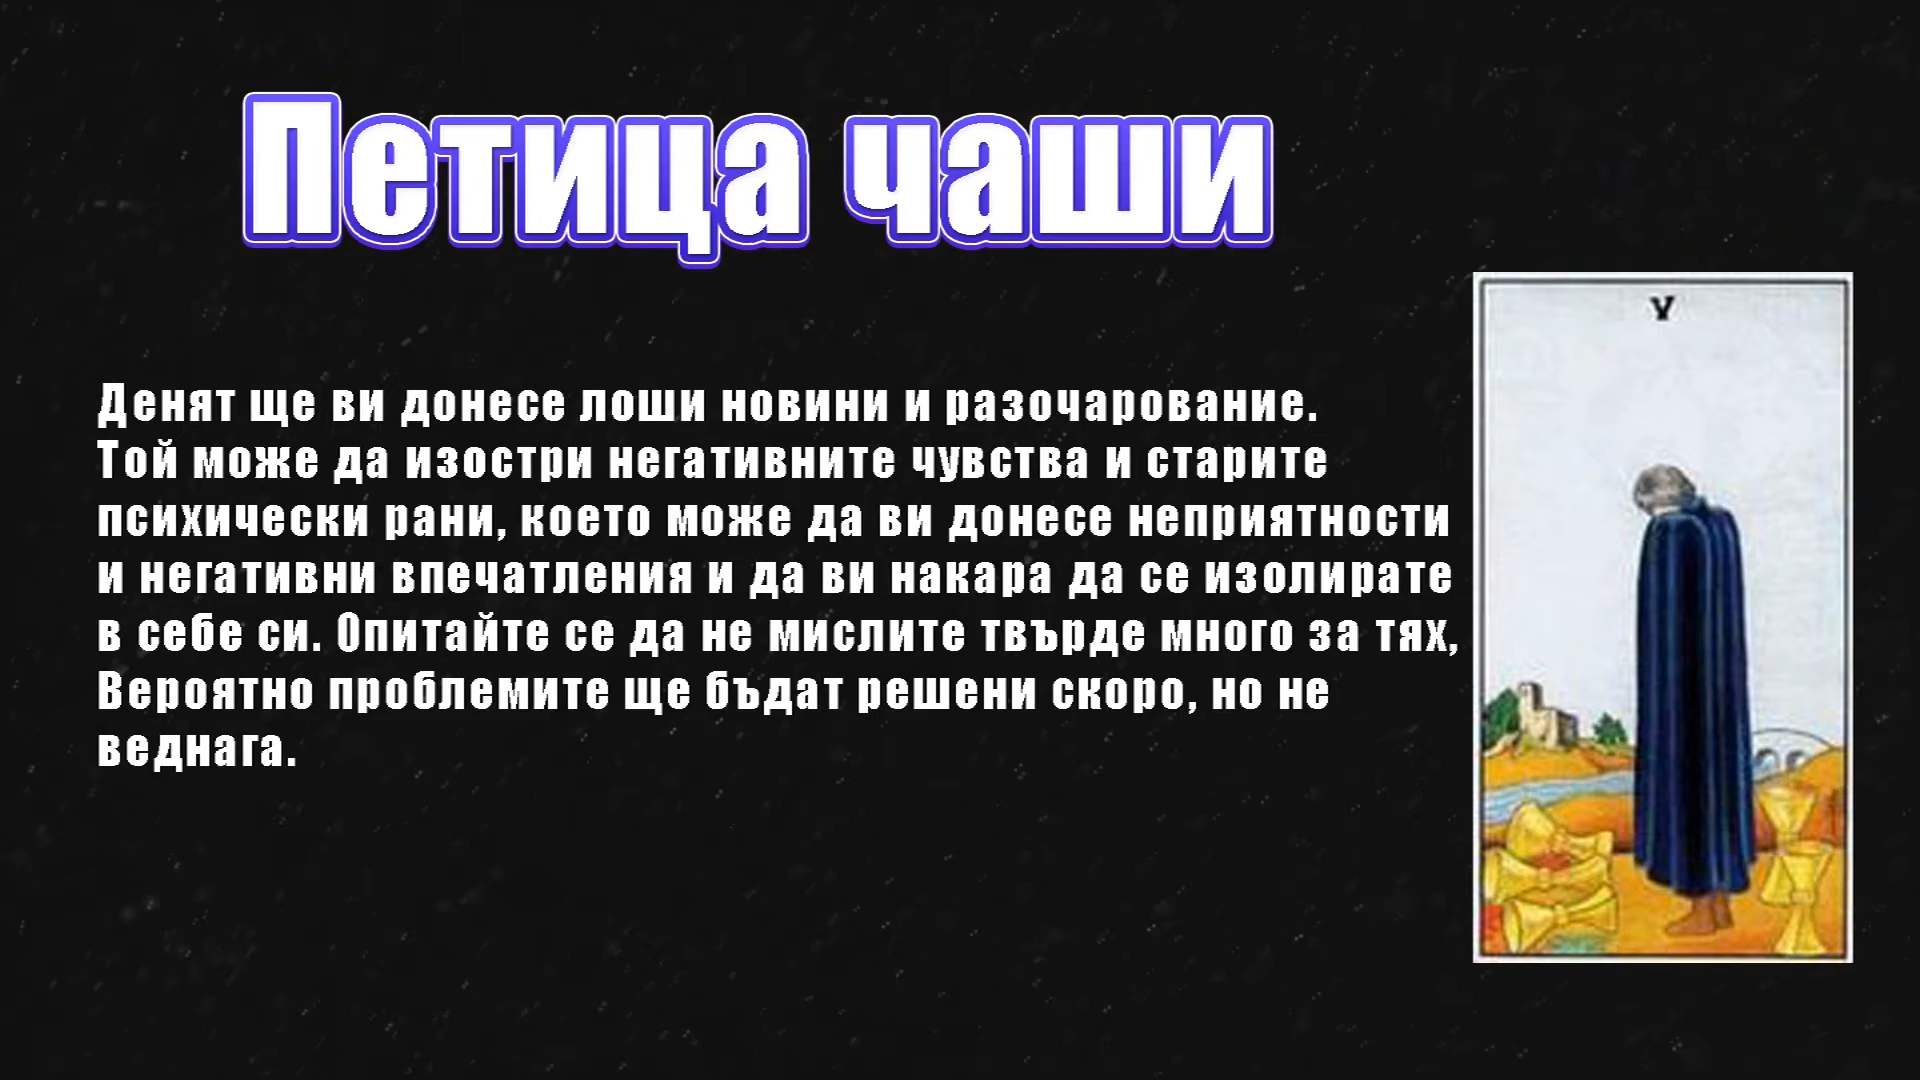 Петица чаши
V
Денят ще ви донесе лоши новини и разочарование.
Той може да изостри негативните чувства и старите
психически рани, което може да ви донесе неприятности
и негативни впечатления и да ви накара да се изолирате
в себе си. Опитайте се да не мислите твърде много за тях,
Вероятно проблемите ще бъдат решени скоро, но не
веднага.